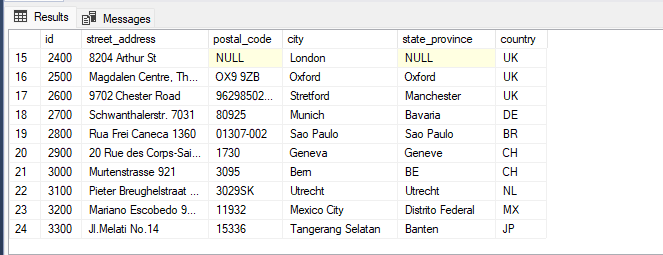 Results Messages
id street_address postal_code city state_province country
15 2400 8204 Arthur St NULL London NULL UK
16 2500 Magdalen Centre, Th... OX9 9ZB Oxford Oxford UK
17 2600 9702 Chester Road 96298502... Stretford Manchester UK
18 2700 Schwanthalerstr. 7031 80925 Munich Bavaria DE
19 2800 Rua Frei Caneca 1360 01307-002 Sao Paulo Sao Paulo BR
20 2900 20 Rue des Corps-Sai... 1730 Geneva Geneve CH
21 3000 Murtenstrasse 921 3095 Bern BE CH
22 3100 Pieter Breughelstraat ... 3029SK Utrecht Utrecht NL
23 3200 Mariano Escobedo 9... 11932 Mexico City Distrito Federal MX
24 3300 Jl.Melati No.14 15336 Tangerang Selatan Banten JP